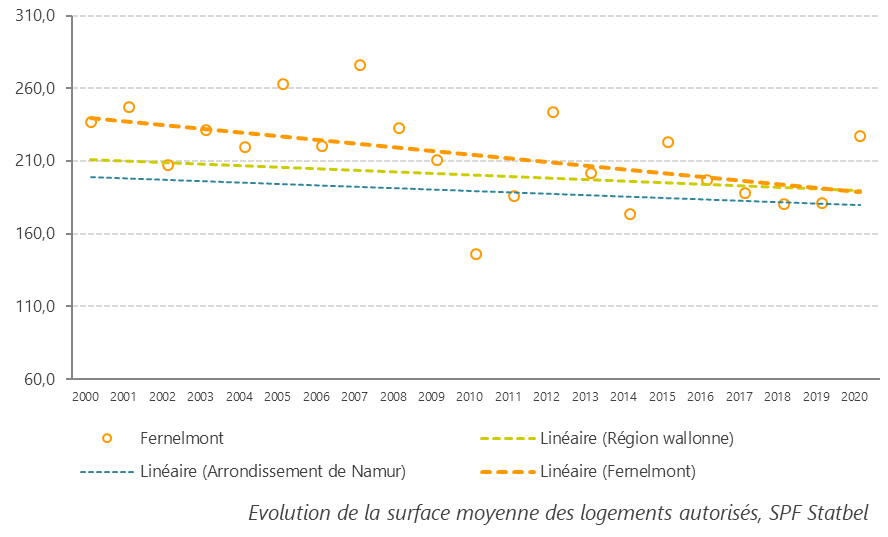 310,0
260,0
210,0
160,0
110,0
60,0
2000 2001 2002 2003 2004 2005 2006 2007 2008 2009 2010 2011 2012 2013 2014 2015 2016 2017 2018 2019 2020
Fernelmont
Linéaire (Région wallonne)
Linéaire (Arrondissement de Namur)
Linéaire (Fernelmont)
Evolution de la surface moyenne des logements autorisés, SPF Statbel